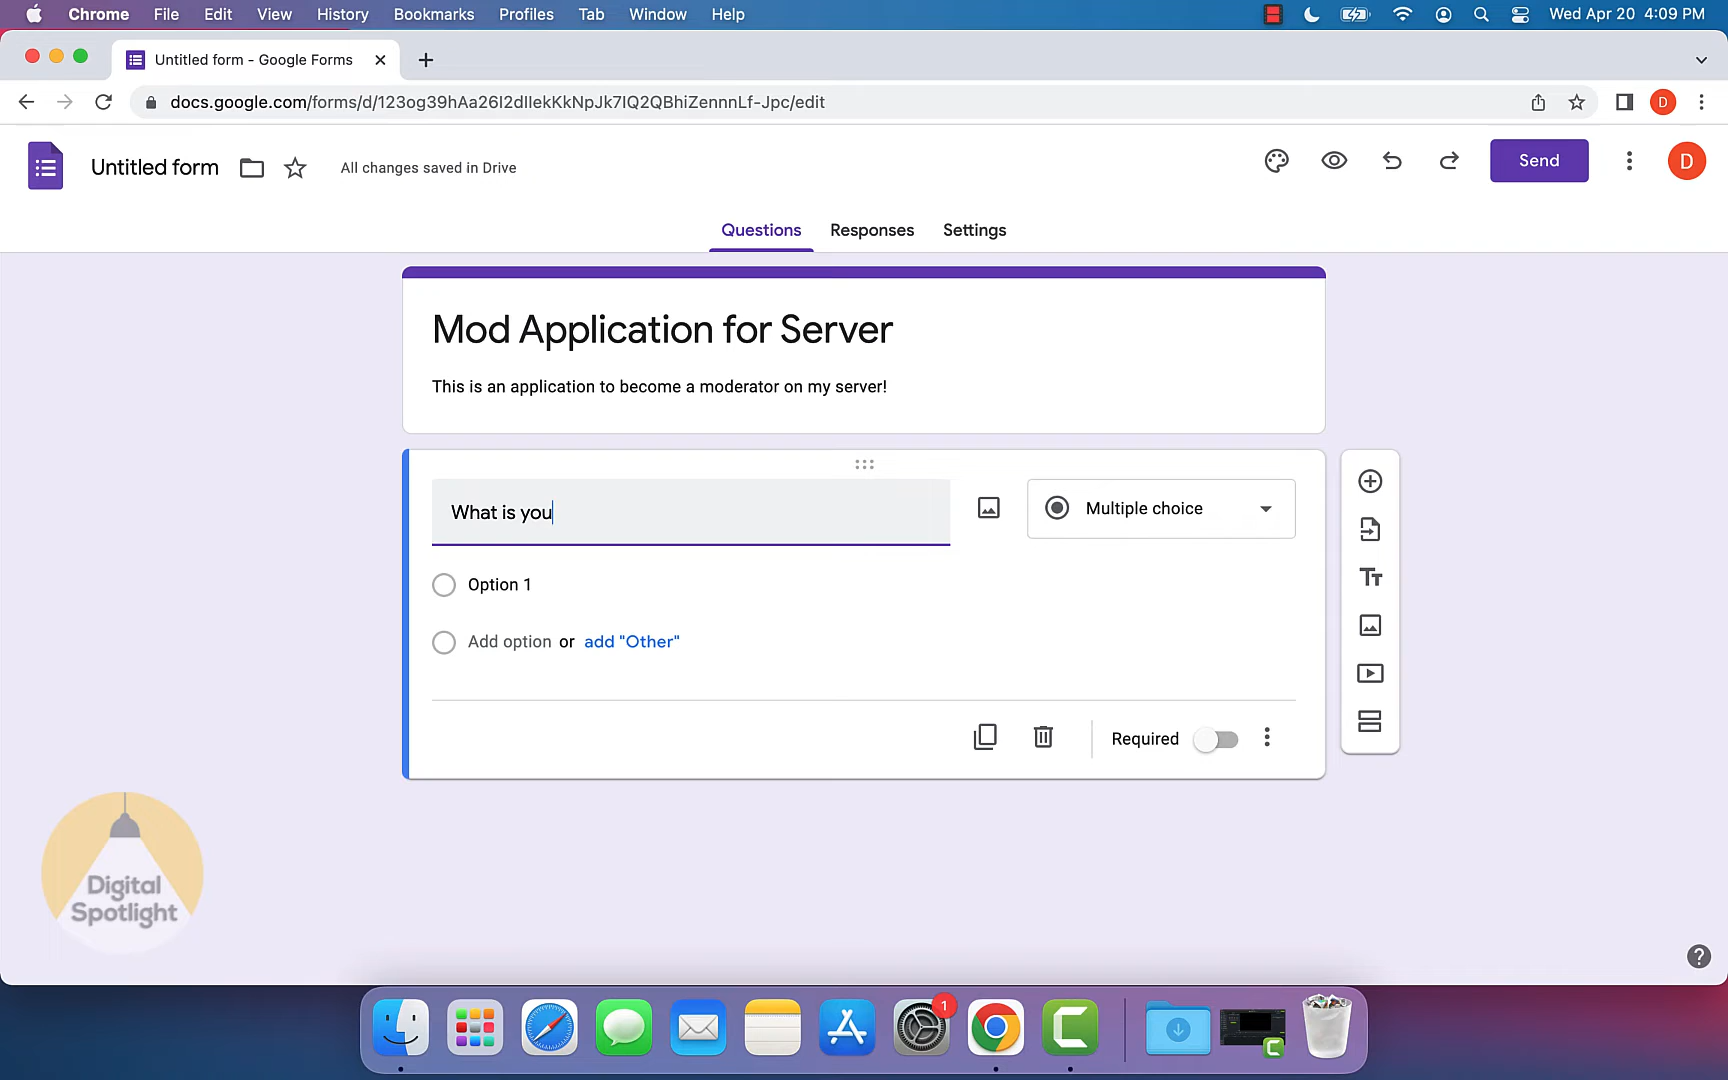 Chrome File Edit View History Bookmarks Profiles Tab Window Help Wed Apr 20 4:09 PM
Untitled form - Google Forms
docs.google.com/forms/d/123og39hAa26I2dIlekKkNpJk7IQ2QBhiZennnLf-Jpc/edit
D
Untitled form All changes saved in Drive Send D
Questions Responses Settings
Mod Application for Server
This is an application to become a moderator on my server!
What is you Multiple choice
Option 1
Add option or add "Other"
Required
Tт
Digital
Spotlight
?
1